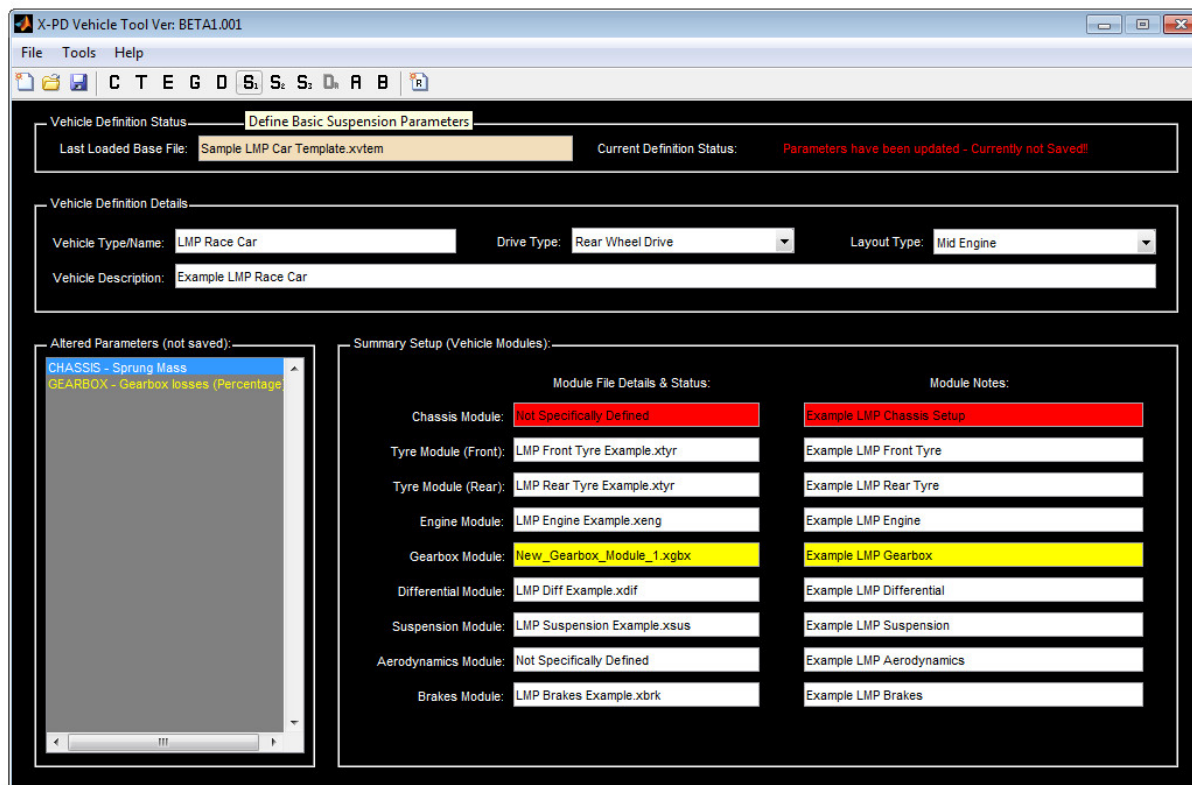 X-PD Vehicle Tool Ver: BETA1.001
File Tools Help
C T E G D S1 S2 S3 DR A B R
Define Basic Suspension Parameters
Vehicle Definition Status
Last Loaded Base File: Sample LMP Car Template.xvtem Current Definition Status: Parameters have been updated - Currently not Saved!!
Vehicle Definition Details
Vehicle Type/Name: LMP Race Car Drive Type: Rear Wheel Drive Layout Type: Mid Engine
Vehicle Description: Example LMP Race Car
Altered Parameters (not saved): Summary Setup (Vehicle Modules):
CHASSIS - Sprung Mass
GEARBOX - Gearbox losses (Percentage
Module File Details & Status: Module Notes:
Chassis Module: Not Specifically Defined Example LMP Chassis Setup
Tyre Module (Front): LMP Front Tyre Example.xtyr Example LMP Front Tyre
Tyre Module (Rear): LMP Rear Tyre Example.xtyr Example LMP Rear Tyre
Engine Module: LMP Engine Example.xeng Example LMP Engine
Gearbox Module: New_Gearbox_Module_1.xgbx Example LMP Gearbox
Differential Module: LMP Diff Example.xdif Example LMP Differential
Suspension Module: LMP Suspension Example.xsus Example LMP Suspension
Aerodynamics Module: Not Specifically Defined Example LMP Aerodynamics
Brakes Module: LMP Brakes Example.xbrk Example LMP Brakes